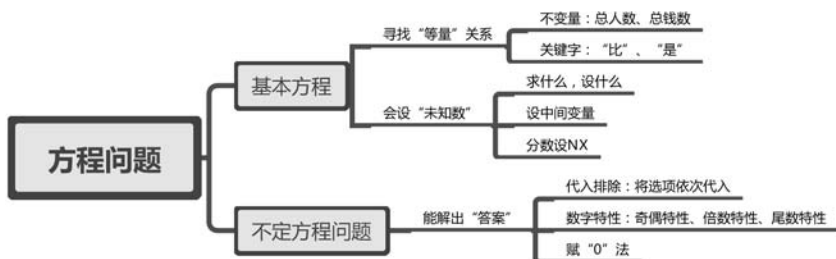 方程问题
基本方程
寻找“等量”关系
不变量：总人数、总钱数
关键字：“比”、“是”
会设“未知数”
求什么，设什么
设中间变量
分数设NX
不定方程问题
能解出“答案”
代入排除：将选项依次代入
数字特性：奇偶特性、倍数特性、尾数特性
赋“0”法